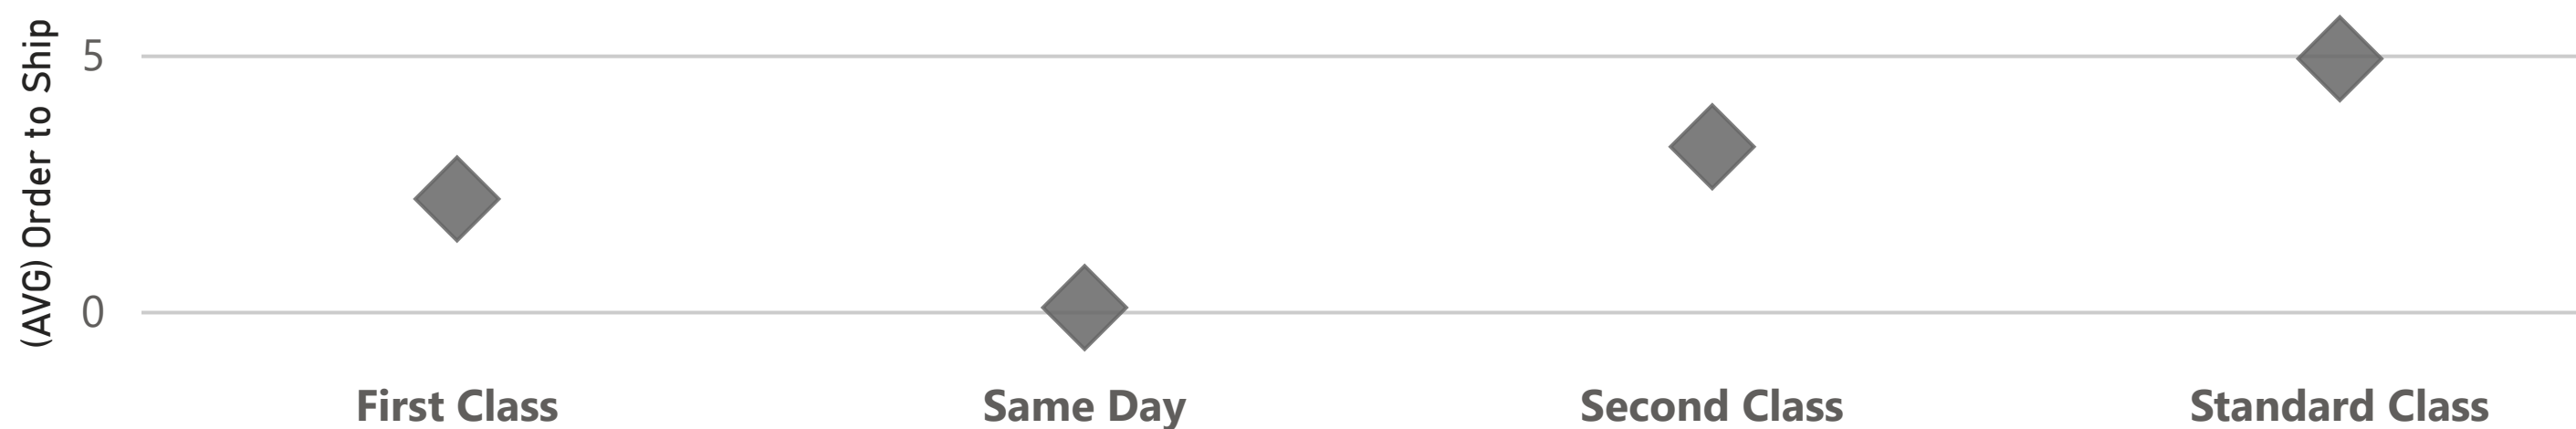 (AVG) Order to Ship
5
0
First Class
Same Day
Second Class
Standard Class